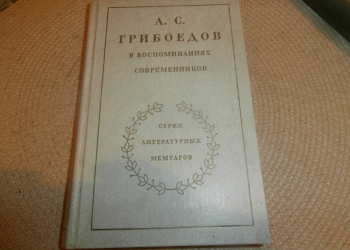 А. С.
ГРИБОЕДОВ
В ВОСПОМИНАНИЯХ
СОВРЕМЕННИКОВ
СЕРИЯ
ЛИТЕРАТУРНЫХ
МЕМУАРОВ